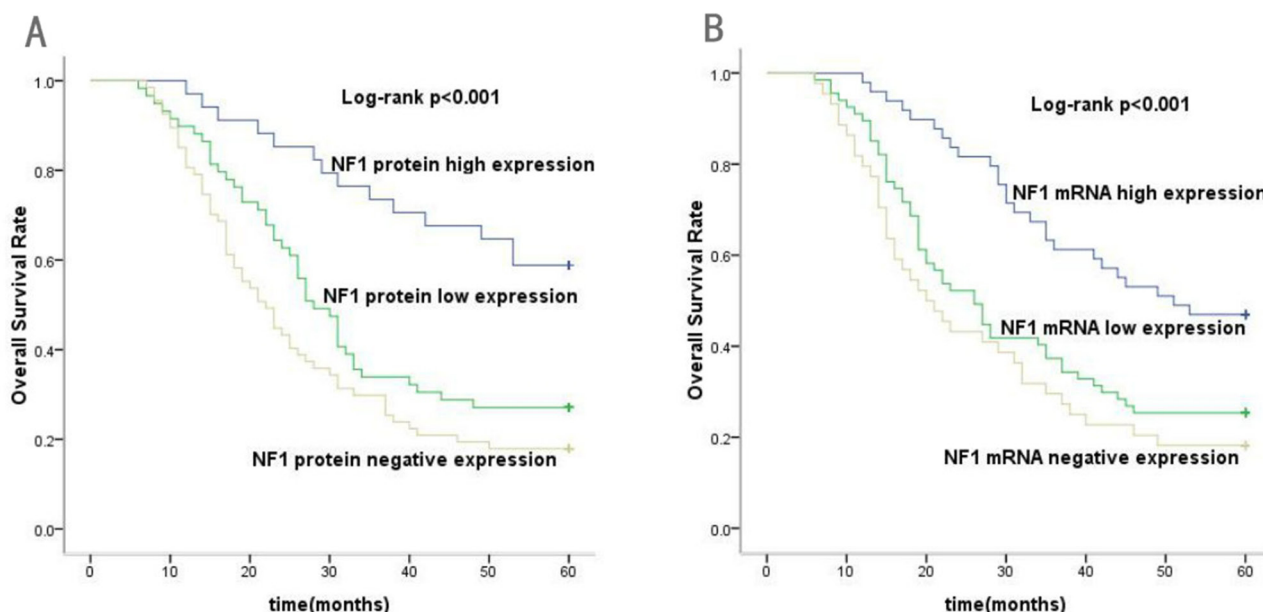 A
Log-rank p<0.001
NF1 protein high expression
NF1 protein low expression
NF1 protein negative expression
Overall Survival Rate
1.0
0.8
0.6
0.4
0.2
0.0
0 10 20 30 40 50 60
time(months)
B
Log-rank p<0.001
NF1 mRNA high expression
NF1 mRNA low expression
NF1 mRNA negative expression
Overall Survival Rate
1.0
0.8
0.6
0.4
0.2
0.0
0 10 20 30 40 50 60
time(months)